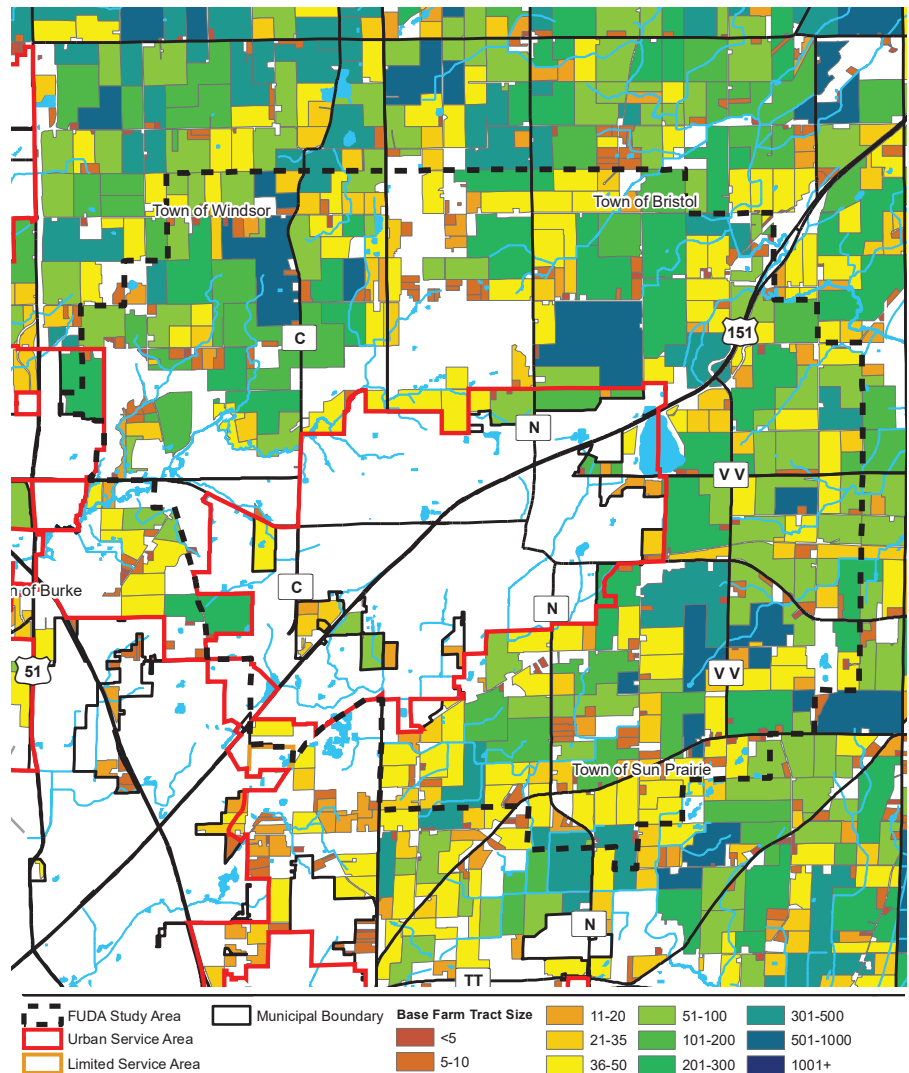 Town of Windsor
Town of Bristol
C
151
N
V V
C
N
n of Burke
51
V V
Town of Sun Prairie
N
TT
FUDA Study Area
Urban Service Area
Limited Service Area
Municipal Boundary
Base Farm Tract Size
<5
5-10
11-20
21-35
36-50
51-100
101-200
201-300
301-500
501-1000
1001+